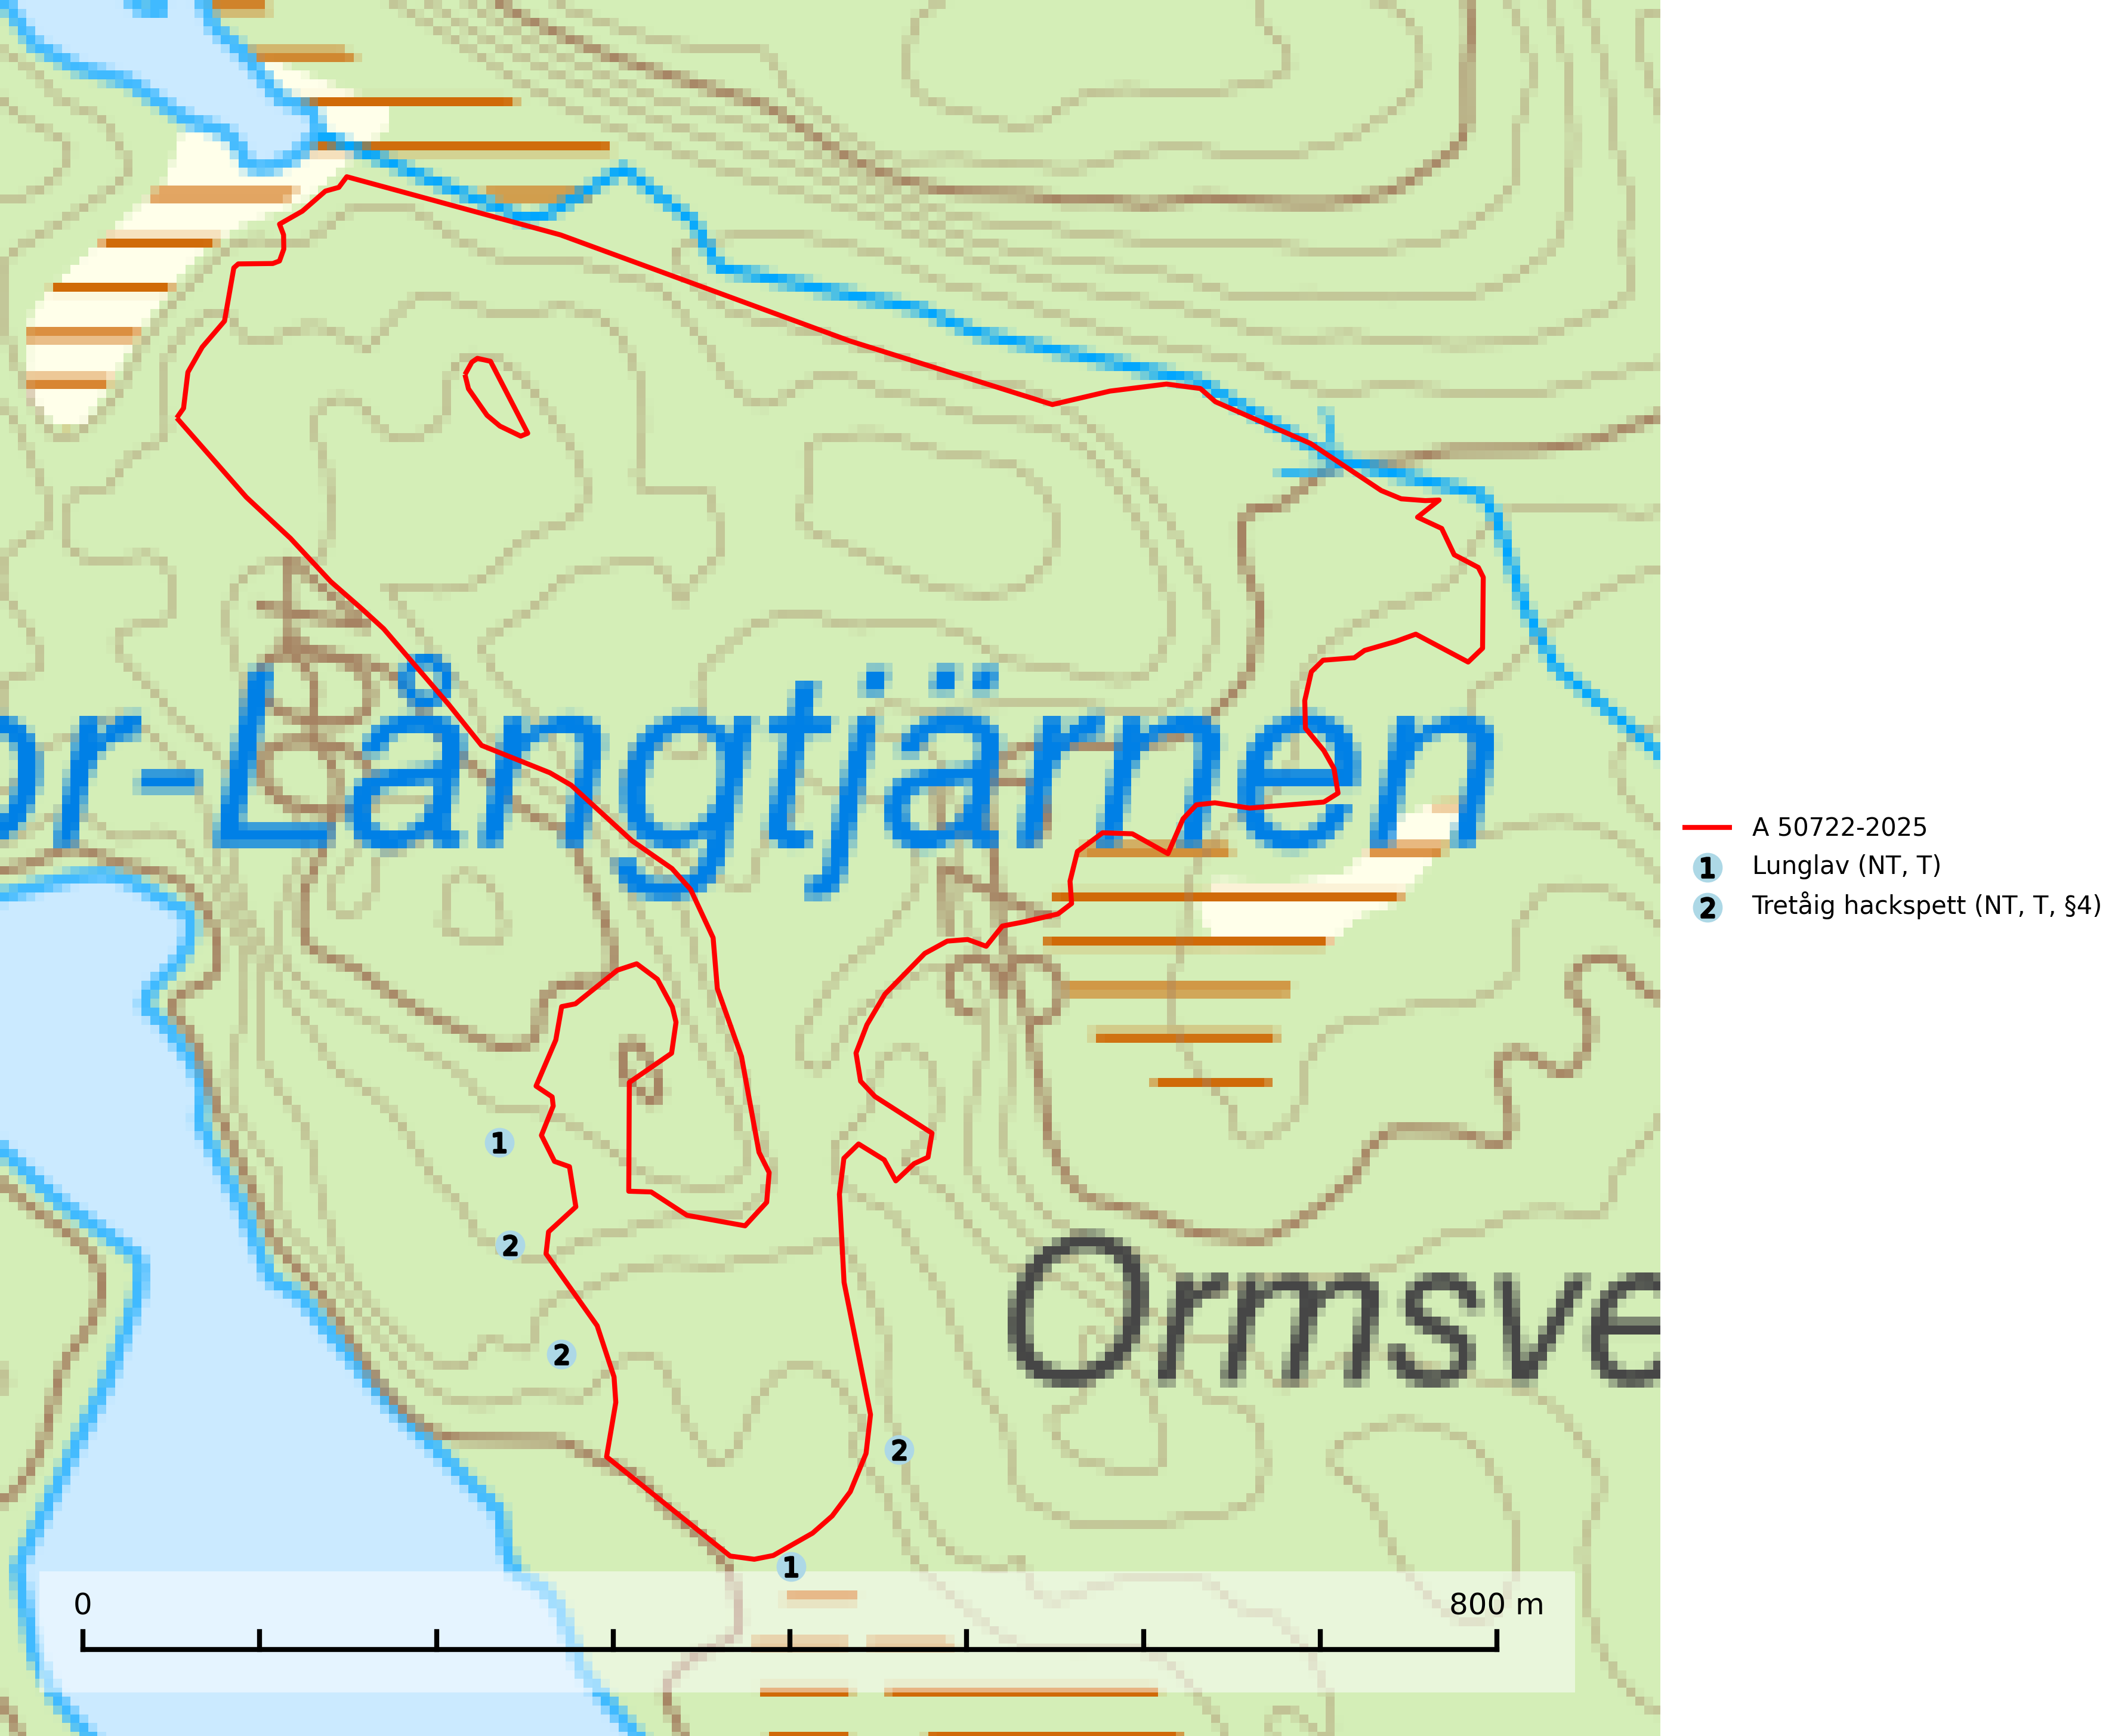 or-Långtjärnen
A 50722-2025
1 Lunglav (NT, T)
2 Tretåig hackspett (NT, T, §4)
1
2
2
Ormsve
2
1
0 800 m